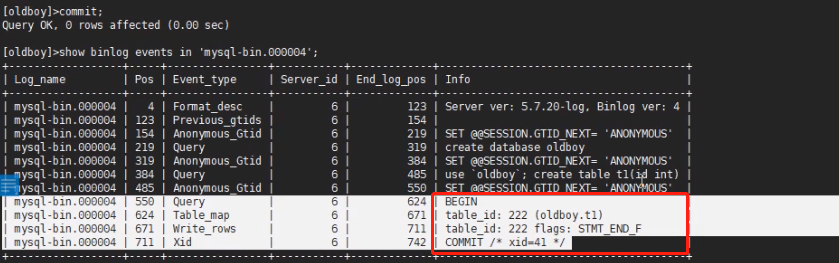 [oldboy]>commit;
Query OK, 0 rows affected (0.00 sec)
[oldboy]>show binlog events in 'mysql-bin.000004';
+------------------+-----+----------------+-----------+-------------+---------------------------------------+
| Log_name | Pos | Event_type | Server_id | End_log_pos | Info |
+------------------+-----+----------------+-----------+-------------+---------------------------------------+
| mysql-bin.000004 | 4 | Format_desc | 6 | 123 | Server ver: 5.7.20-log, Binlog ver: 4 |
| mysql-bin.000004 | 123 | Previous_gtids | 6 | 154 | |
| mysql-bin.000004 | 154 | Anonymous_Gtid | 6 | 219 | SET @@SESSION.GTID_NEXT= 'ANONYMOUS' |
| mysql-bin.000004 | 219 | Query | 6 | 319 | create database oldboy |
| mysql-bin.000004 | 319 | Anonymous_Gtid | 6 | 384 | SET @@SESSION.GTID_NEXT= 'ANONYMOUS' |
| mysql-bin.000004 | 384 | Query | 6 | 485 | use `oldboy`; create table t1(id int) |
| mysql-bin.000004 | 485 | Anonymous_Gtid | 6 | 550 | SET @@SESSION.GTID_NEXT= 'ANONYMOUS' |
| mysql-bin.000004 | 550 | Query | 6 | 624 | BEGIN |
| mysql-bin.000004 | 624 | Table_map | 6 | 671 | table_id: 222 (oldboy.t1) |
| mysql-bin.000004 | 671 | Write_rows | 6 | 711 | table_id: 222 flags: STMT_END_F |
| mysql-bin.000004 | 711 | Xid | 6 | 742 | COMMIT /* xid=41 */ |
+------------------+-----+----------------+-----------+-------------+---------------------------------------+